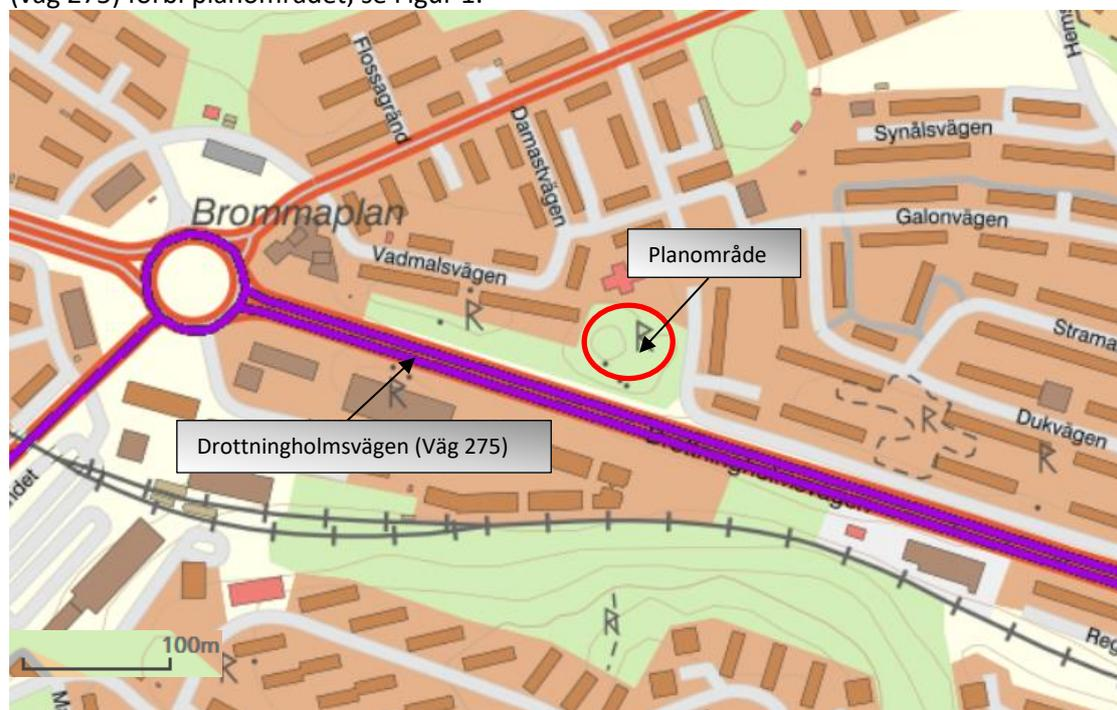 (Väg 275) förbi planområdet, se Figur 1.
Flossagränd
Damastvägen
Synålsvägen
Brommaplan
Galonvägen
Vadmalsvägen
Planområde
R
R
R
Drottningholmsvägen (Väg 275)
Dukvägen
R
R
R
R
100m